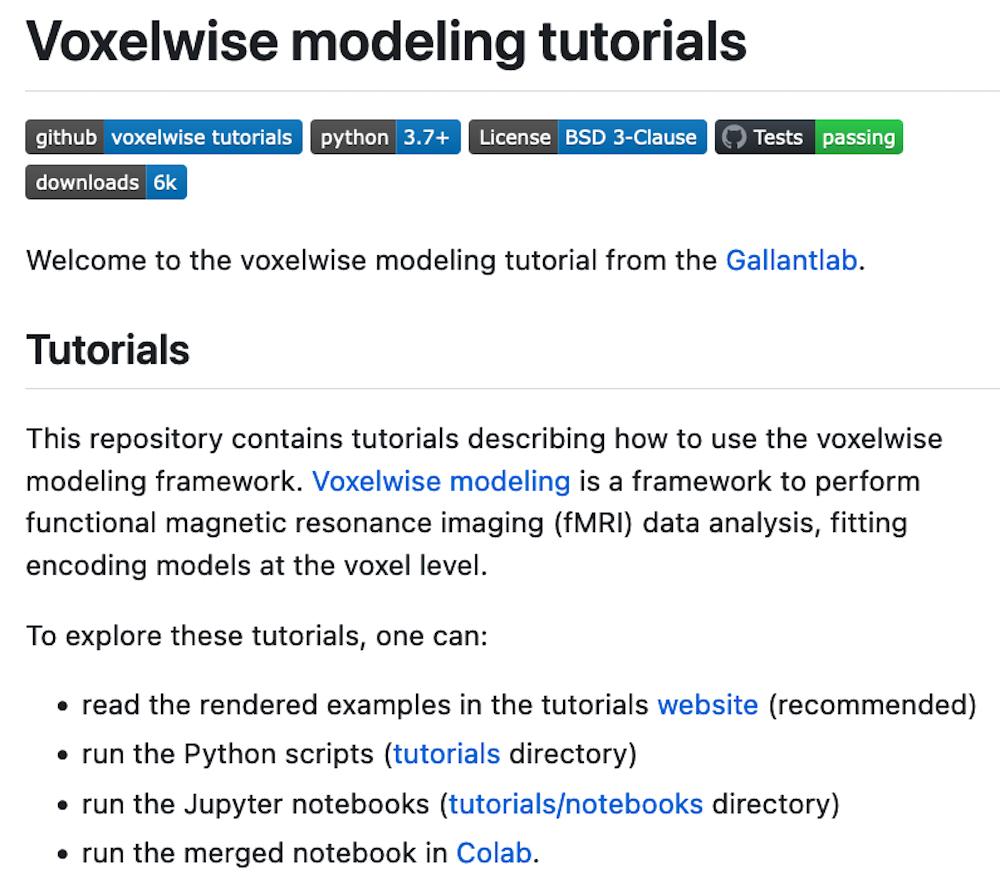 Voxelwise modeling tutorials
github voxelwise tutorials python 3.7+ License BSD 3-Clause Tests passing
downloads 6k
Welcome to the voxelwise modeling tutorial from the Gallantlab.
Tutorials
This repository contains tutorials describing how to use the voxelwise
modeling framework. Voxelwise modeling is a framework to perform
functional magnetic resonance imaging (fMRI) data analysis, fitting
encoding models at the voxel level.
To explore these tutorials, one can:
• read the rendered examples in the tutorials website (recommended)
• run the Python scripts (tutorials directory)
• run the Jupyter notebooks (tutorials/notebooks directory)
• run the merged notebook in Colab.